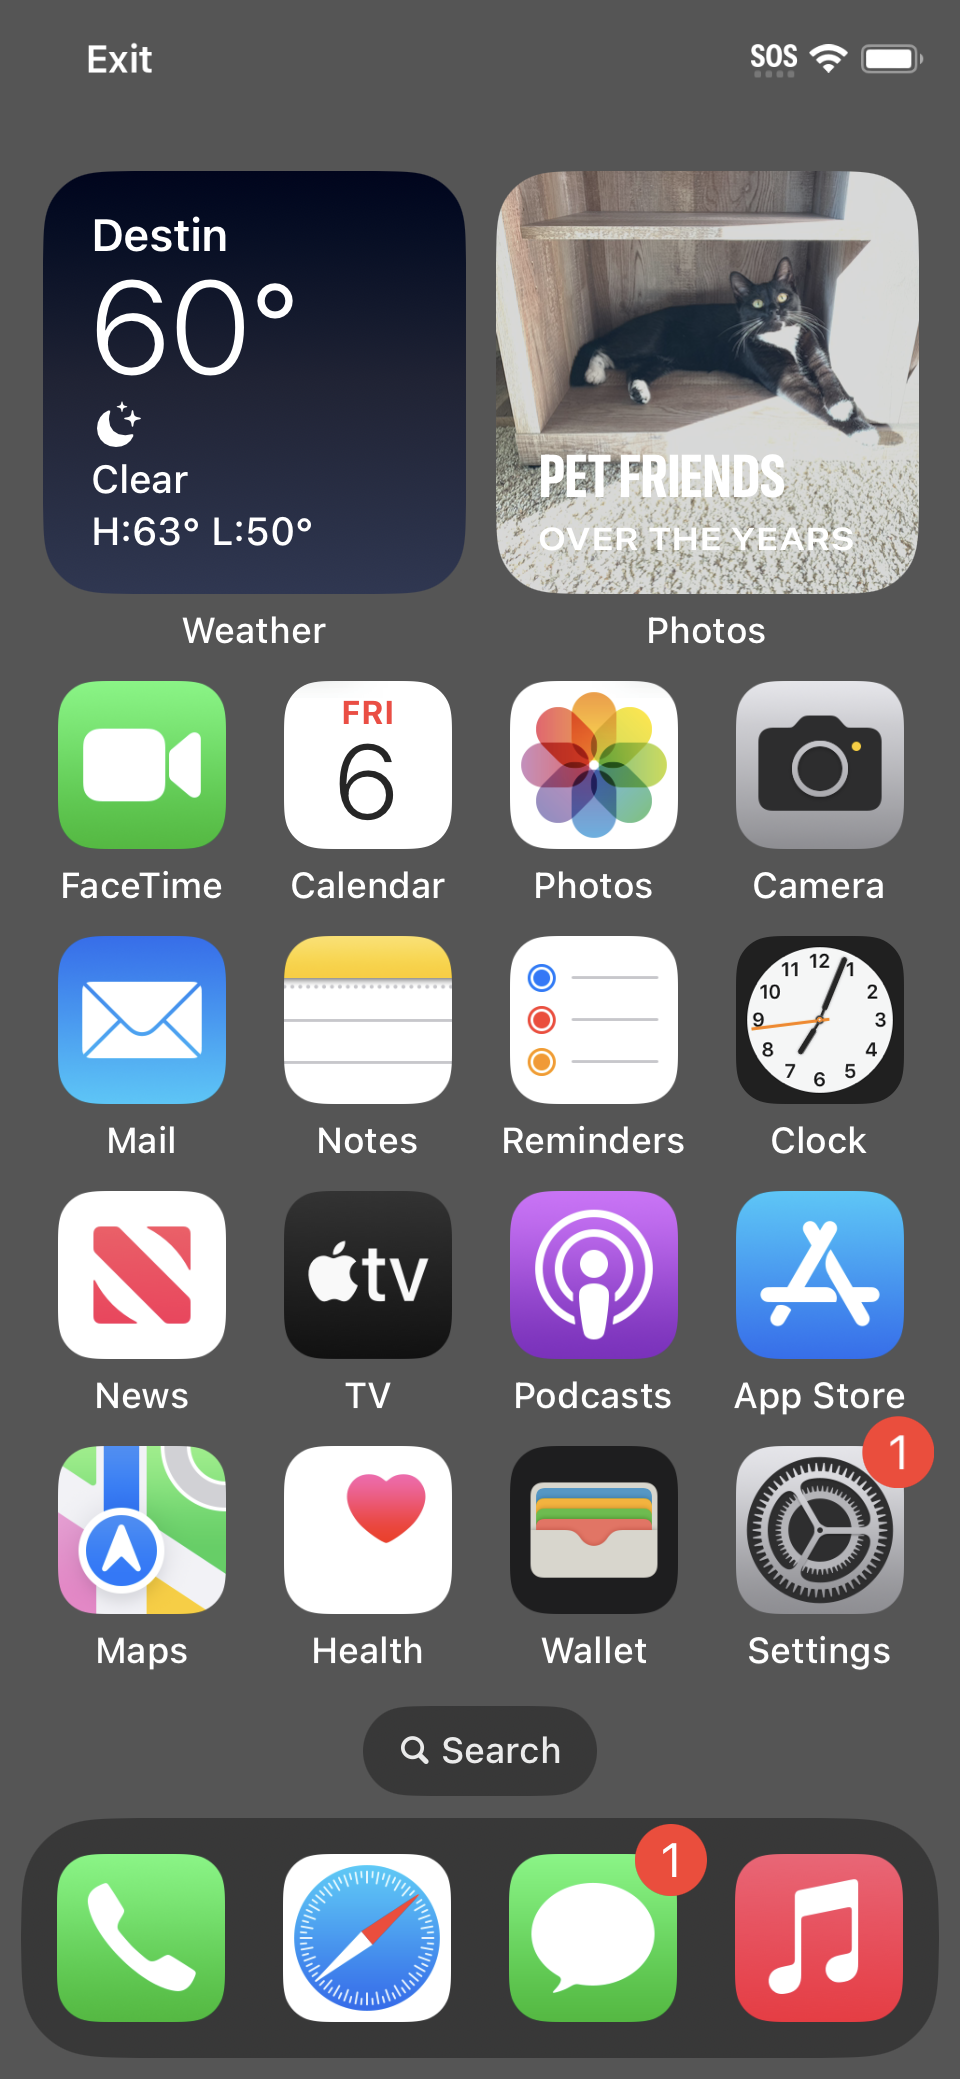 Exit
SOS
Destin
60°
Clear
H:63° L:50°
Weather
PET FRIENDS
OVER THE YEARS
Photos
FRI
6
FaceTime
Calendar
Photos
Camera
12
1
2
3
4
5
6
7
8
9
10
11
Mail
Notes
Reminders
Clock
tv
News
TV
Podcasts
App Store
1
Maps
Health
Wallet
Settings
Search
1